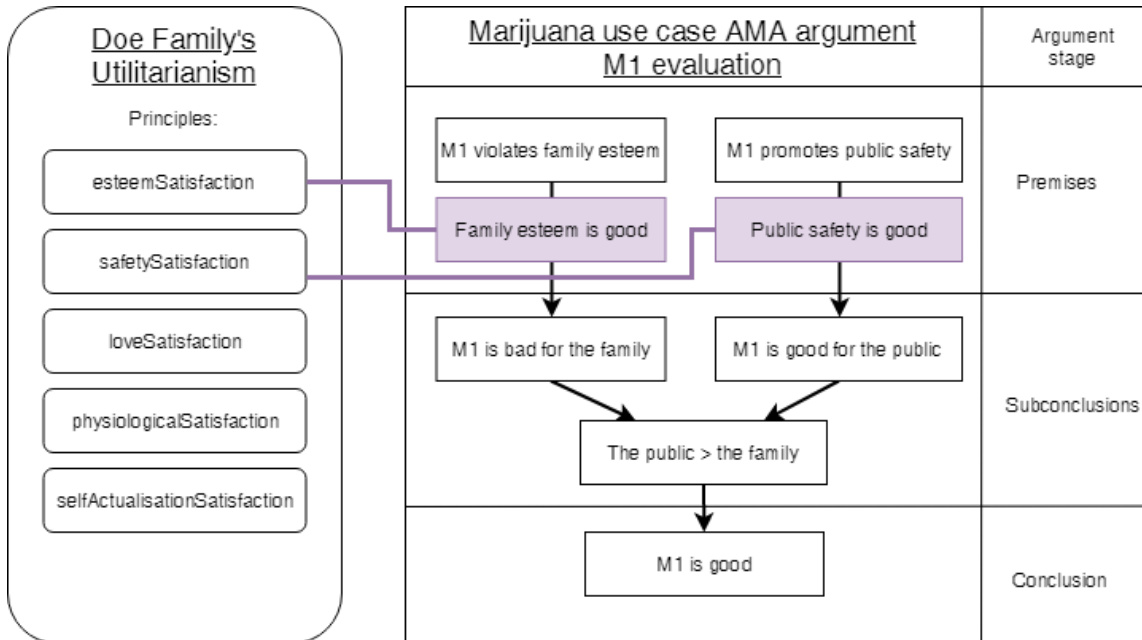 Doe Family's
Utilitarianism
Principles:
esteemSatisfaction
safetySatisfaction
loveSatisfaction
physiologicalSatisfaction
selfActualisationSatisfaction
Marijuana use case AMA argument
M1 evaluation
Argument
stage
M1 violates family esteem
M1 promotes public safety
Premises
Family esteem is good
Public safety is good
M1 is bad for the family
M1 is good for the public
Subconclusions
The public > the family
M1 is good
Conclusion